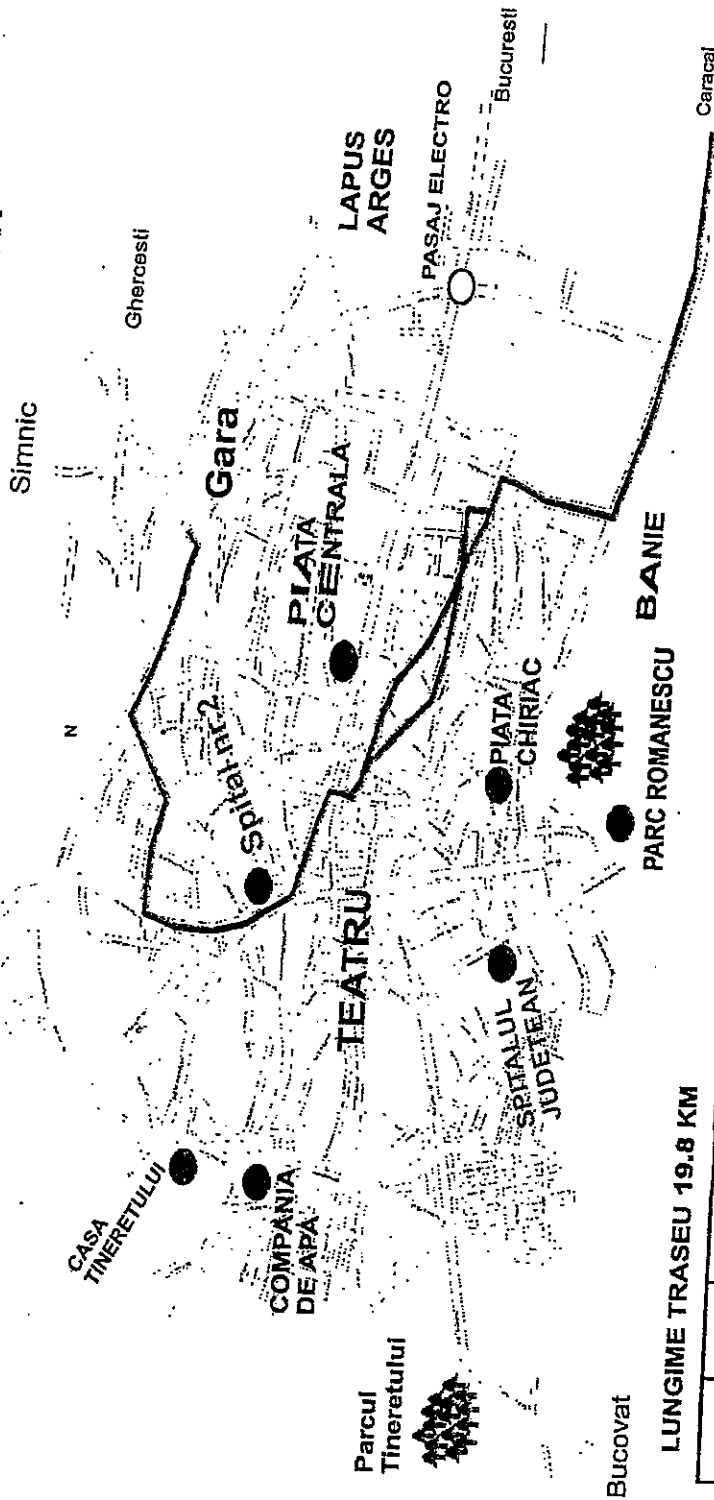 Simnic
Ghercesti
N
Gara
LAPUS
ARGES
Spital nr 2
PIATA
CENTRALA
PASAJ ELECTRO
Bucuresti
CASA
TINERETULUI
COMPANIA
DE APA
TEATRU
PIATA
CHIRIAC
Caracal
Parcul
Tineretului
SPITALUL
JUDETEAN
BANIE
PARC ROMANESCU
Bucovat
LUNGIME TRASEU 19.8 KM